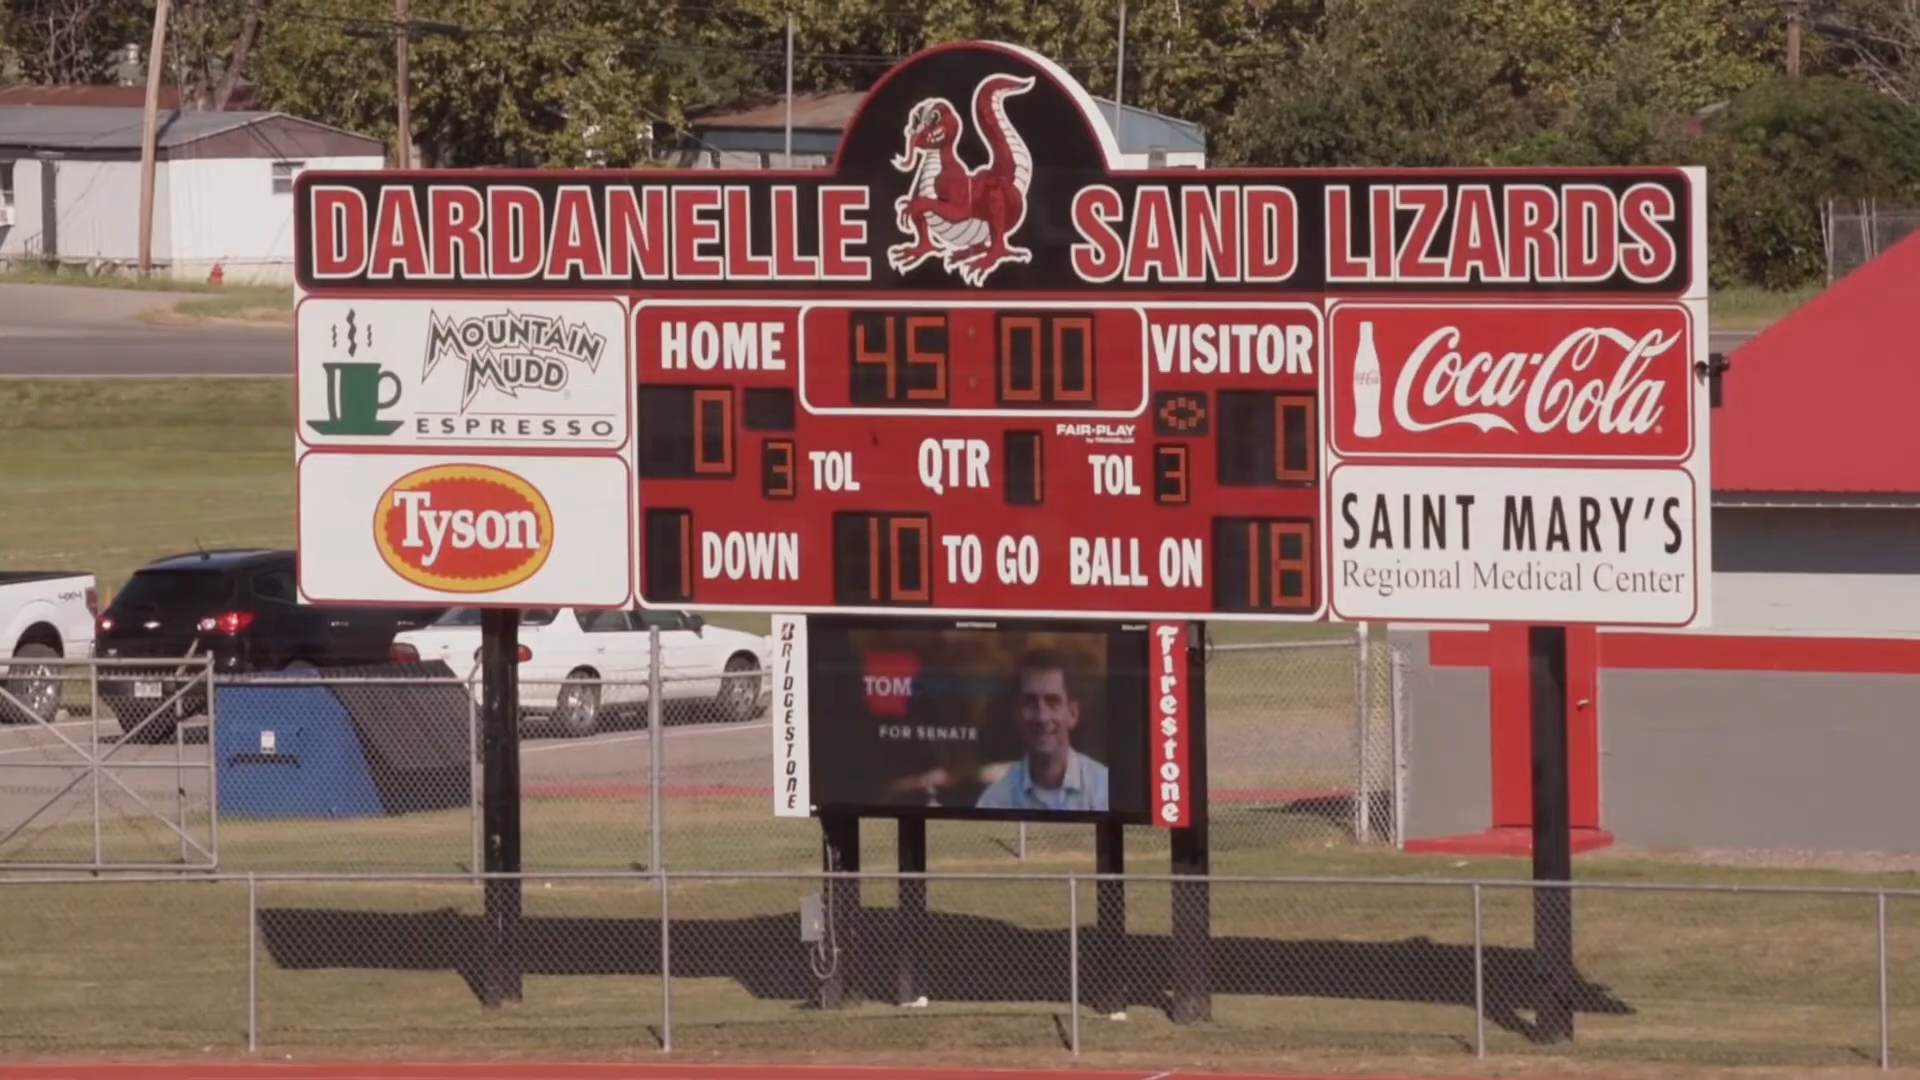 DARDANELLE SAND LIZARDS
MOUNTAIN
MUDD
ESPRESSO
HOME 45:00 VISITOR
Coca-Cola
FAIR-PLAY
0 3 TOL QTR 1 TOL 3 0
Tyson
1 DOWN 10 TO GO BALL ON 18
SAINT MARY'S
Regional Medical Center
BRIDGESTONE
TOM
FOR SENATE
Firestone
4X4